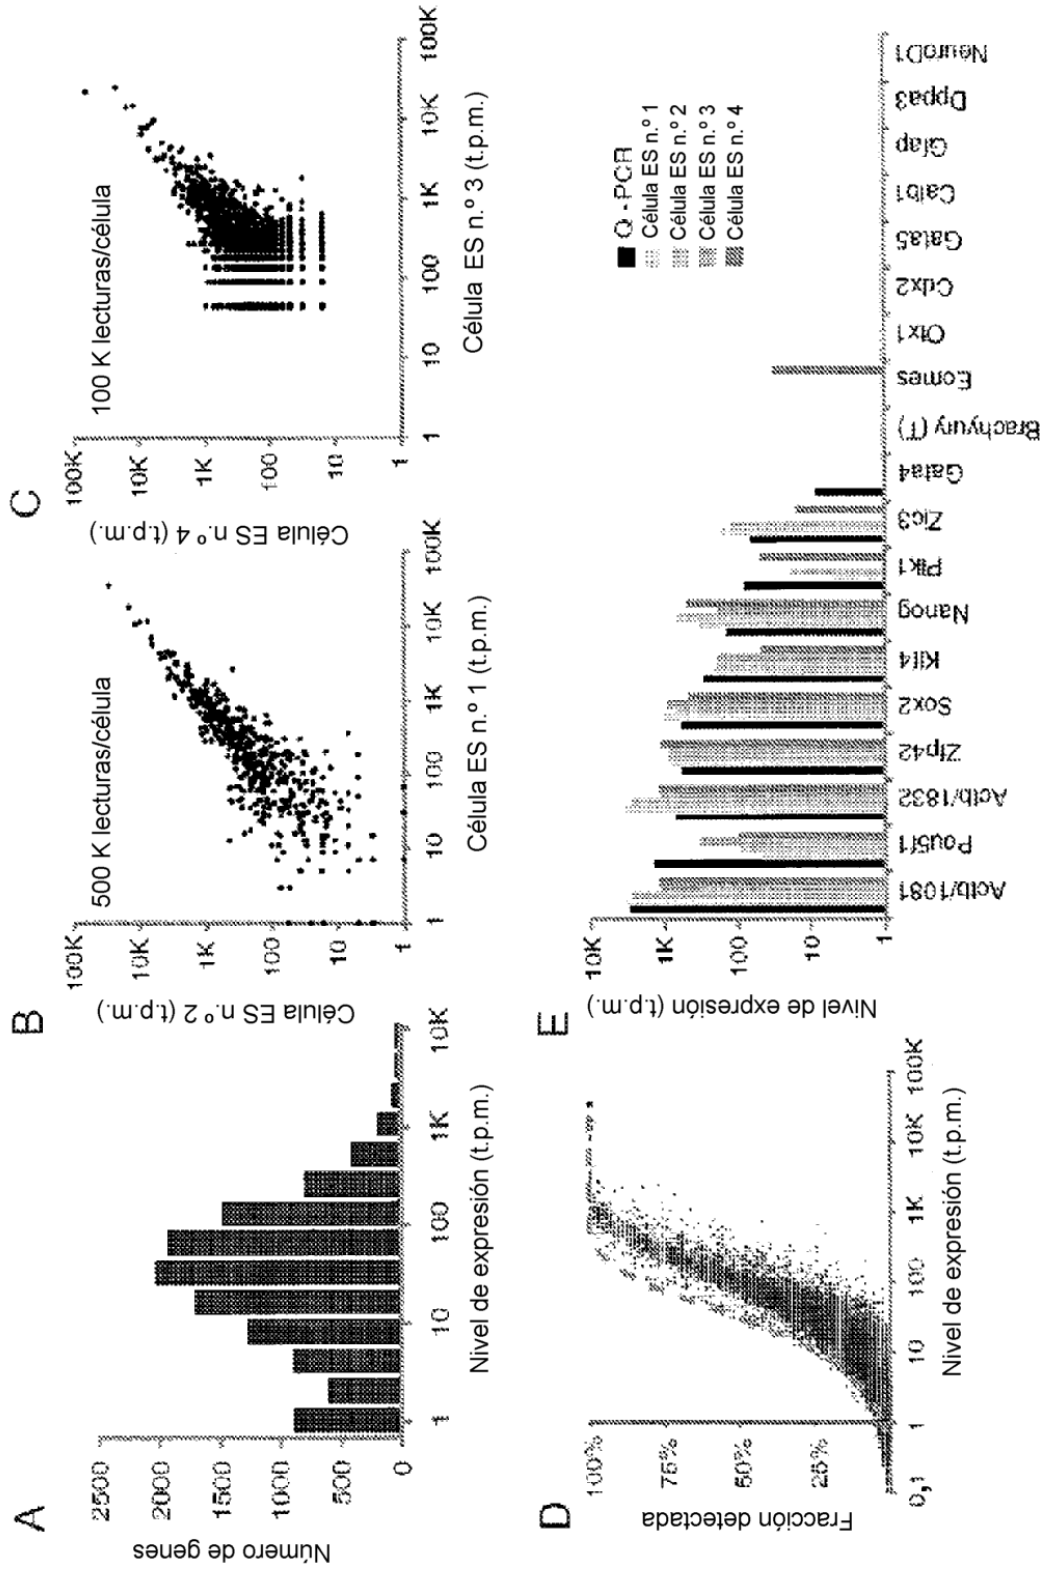 A
Número de genes
2500
2000
1500
1000
500
0
1
10
100
1K
10K
Nivel de expresión (t.p.m.)
B
500 K lecturas/célula
Célula ES n.º 2 (t.p.m.)
100K
10K
1K
100
10
1
1
10
100
1K
10K
100K
Célula ES n.º 1 (t.p.m.)
C
100 K lecturas/célula
Célula ES n.º 4 (t.p.m.)
100K
10K
1K
100
10
1
1
10
100
1K
10K
100K
Célula ES n.º 3 (t.p.m.)
D
Fracción detectada
100%
75%
50%
25%
0,1
1
10
100
1K
10K
100K
Nivel de expresión (t.p.m.)
E
Nivel de expresión (t.p.m.)
10K
1K
100
10
1
Q - PCR
Célula ES n.º 1
Célula ES n.º 2
Célula ES n.º 3
Célula ES n.º 4
Actb/1081
Pou5f1
Actb/1832
Zfp42
Sox2
Klf4
Nanog
Plk1
Zic3
Gata4
Brachyury (T)
Eomes
Otx1
Cdx2
Gata5
Calb1
Gfap
Dppa3
NeuroD1